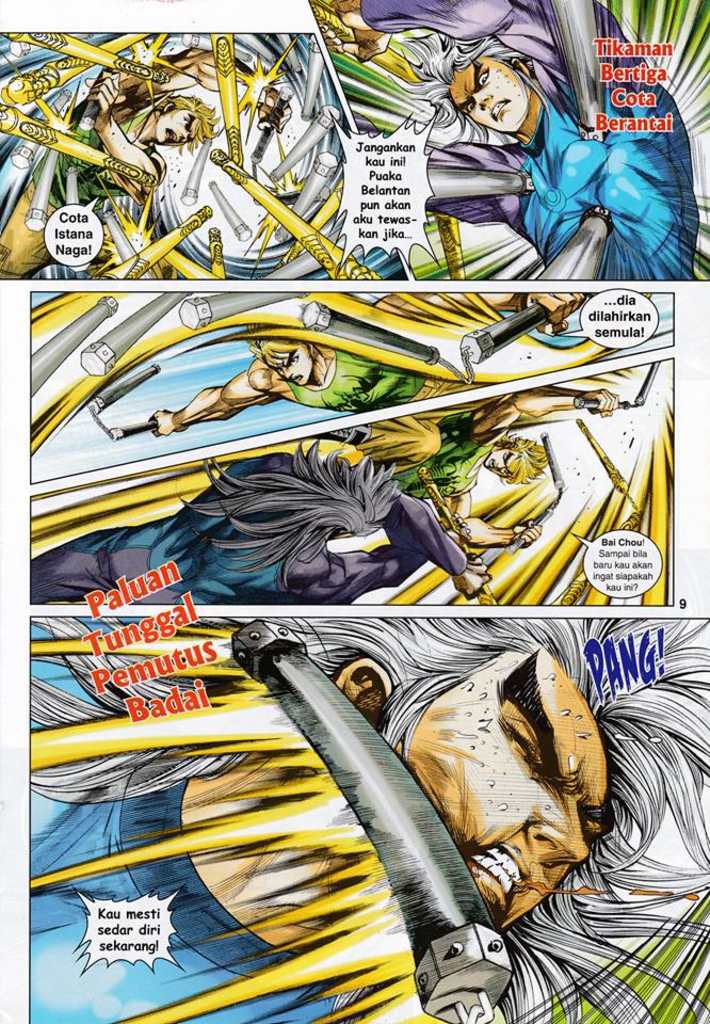 Cota
Istana
Naga!
Jangankan
kau ini!
Puaka
Belantan
pun akan
aku tewas-
kan jika...
Tikaman
Bertiga
Cota
Berantai
...dia
dilahirkan
semula!
Bai Chou!
Sampai bila
kau akan
ingat siapakah
kau ini?
9
Paluan
Tunggal
Pemutus
Badai
PANG!
Kau mesti
sedar diri
sekarang!